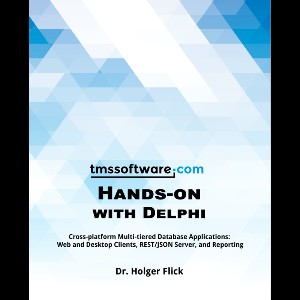 tmssoftware.com
HANDS-ON
WITH DELPHI
Cross-platform Multi-tiered Database Applications:
Web and Desktop Clients, REST/JSON Server, and Reporting
Dr. Holger Flick